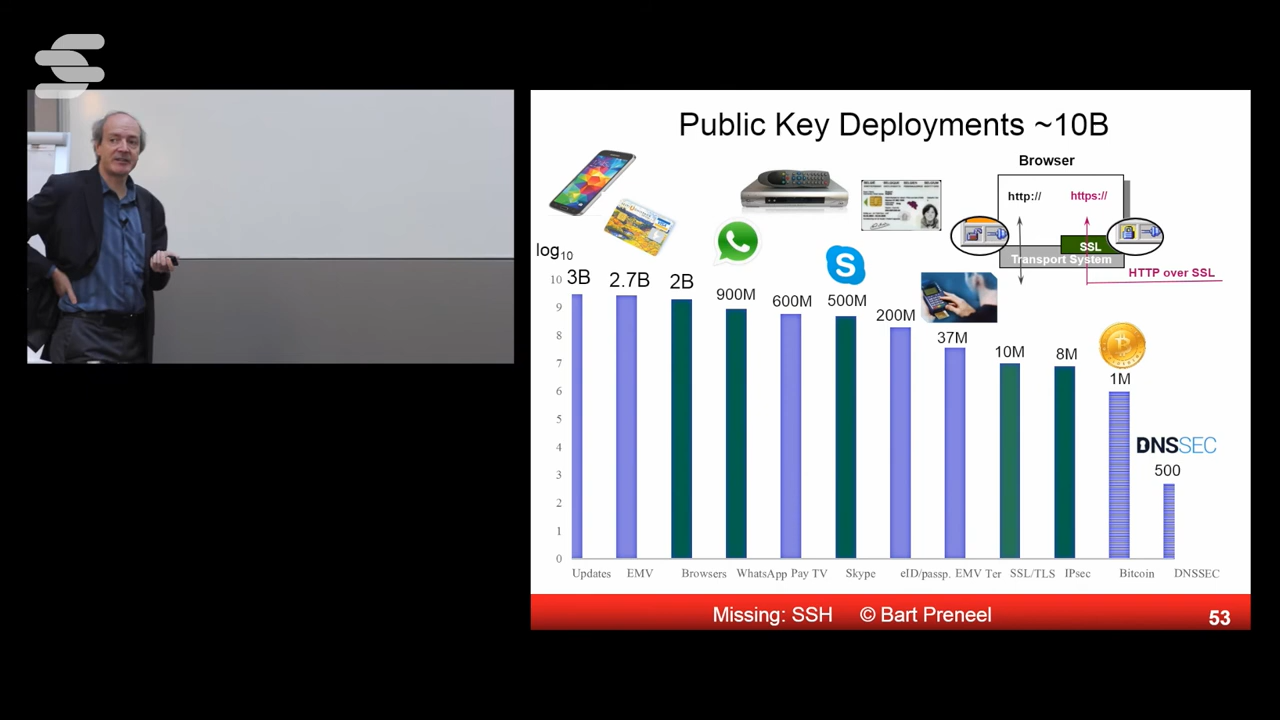 Public Key Deployments ~10B
Browser
http://
https://
SSL
Transport System
HTTP over SSL
log10
3B
2.7B
2B
900M
600M
500M
200M
37M
10M
8M
1M
500
DNSSEC
10
9
8
7
6
5
4
3
2
1
0
Updates EMV Browsers WhatsApp Pay TV Skype eID/passp. EMV Ter SSL/TLS IPsec Bitcoin DNSSEC
Missing: SSH © Bart Preneel
53